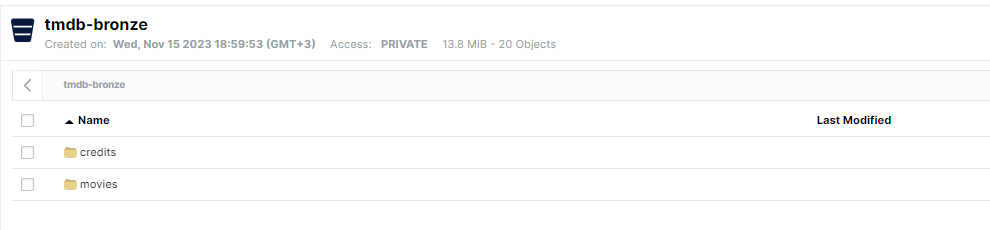 tmdb-bronze
Created on: Wed, Nov 15 2023 18:59:53 (GMT+3) Access: PRIVATE 13.8 MiB - 20 Objects
tmdb-bronze
Name Last Modified
credits
movies